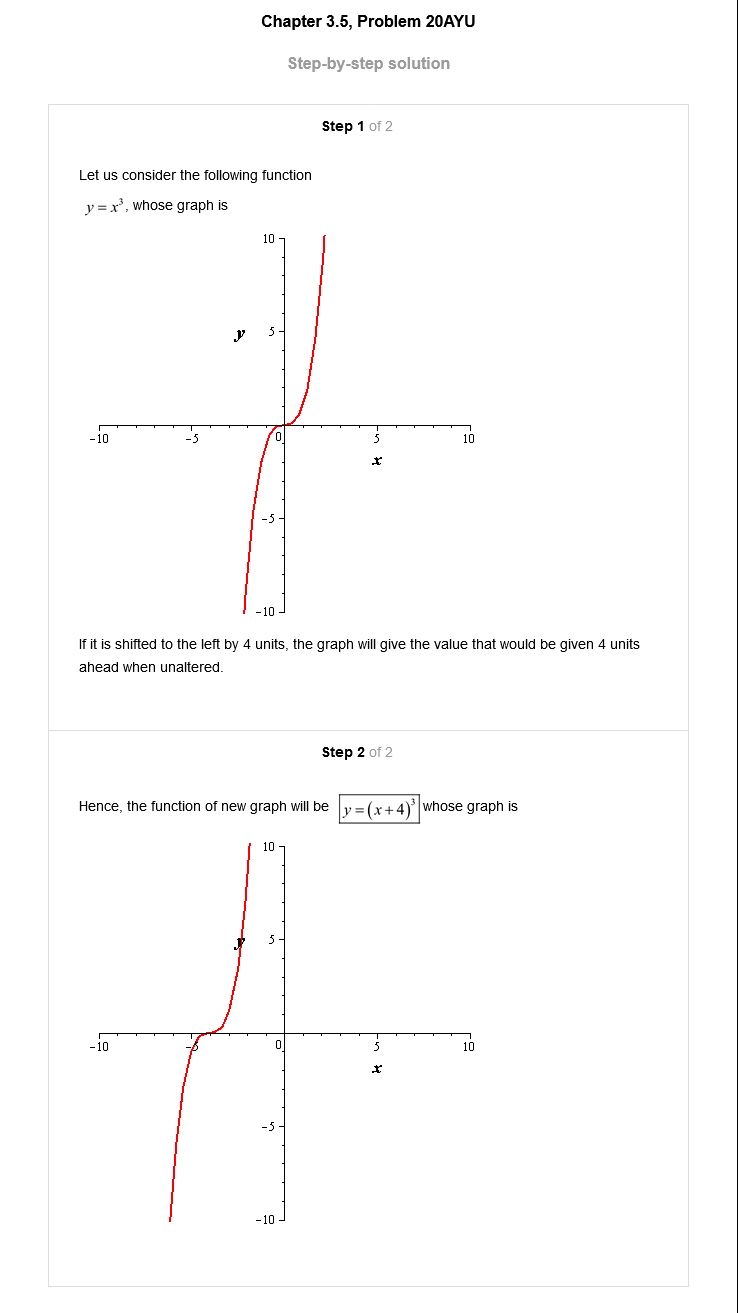 Chapter 3.5, Problem 20AYU
Step-by-step solution
Step 1 of 2
Let us consider the following function
y = x³, whose graph is
10
y
5
-10
-5
0
5
10
x
-5
-10
If it is shifted to the left by 4 units, the graph will give the value that would be given 4 units
ahead when unaltered.
Step 2 of 2
Hence, the function of new graph will be y = (x + 4)³ whose graph is
10
y
5
-10
-5
0
5
10
x
-5
-10